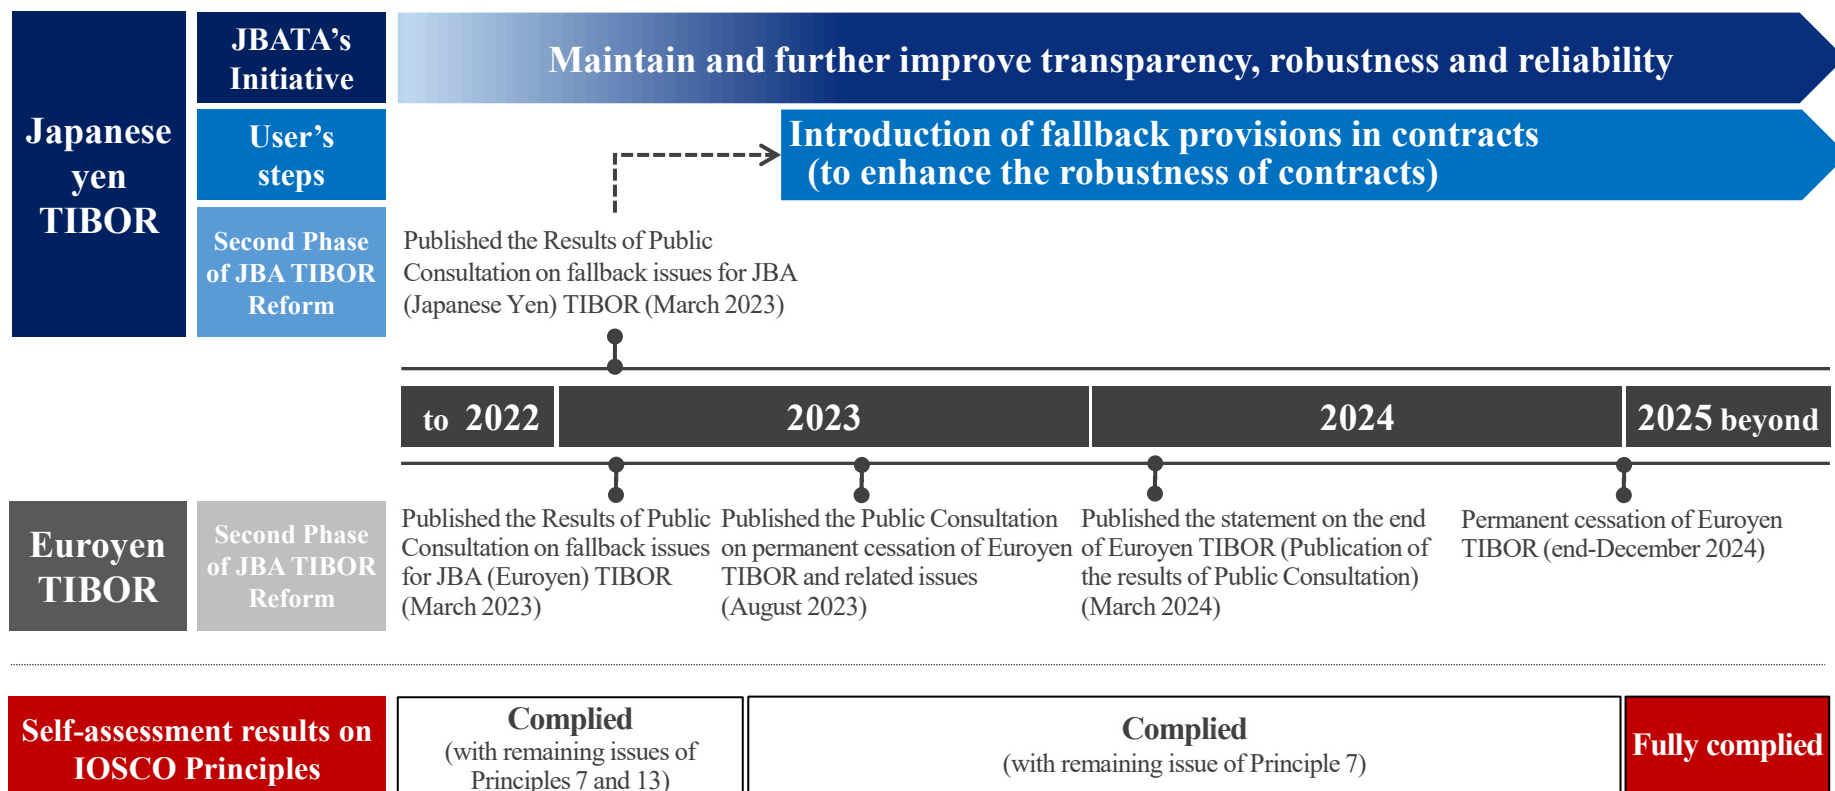 Japanese
yen
TIBOR
JBATA’s
Initiative
Maintain and further improve transparency, robustness and reliability
User’s
steps
Introduction of fallback provisions in contracts
(to enhance the robustness of contracts)
Second Phase
of JBA TIBOR
Reform
Published the Results of Public
Consultation on fallback issues for JBA
(Japanese Yen) TIBOR (March 2023)
to 2022
2023
2024
2025 beyond
Euroyen
TIBOR
Second Phase
of JBA TIBOR
Reform
Published the Results of Public
Consultation on fallback issues
for JBA (Euroyen) TIBOR
(March 2023)
Published the Public Consultation
on permanent cessation of Euroyen
TIBOR and related issues
(August 2023)
Published the statement on the end
of Euroyen TIBOR (Publication of
the results of Public Consultation)
(March 2024)
Permanent cessation of Euroyen
TIBOR (end-December 2024)
Self-assessment results on
IOSCO Principles
Complied
(with remaining issues of
Principles 7 and 13)
Complied
(with remaining issue of Principle 7)
Fully complied